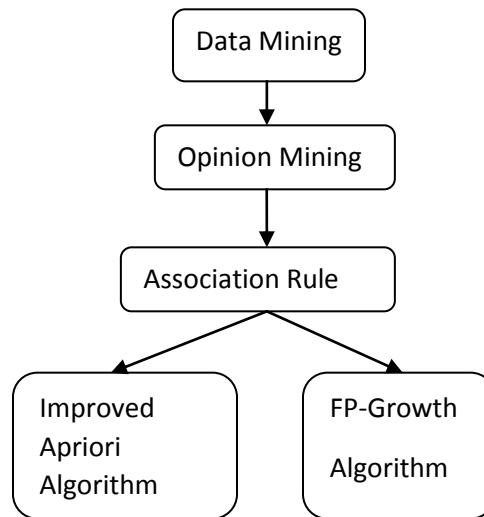 Data Mining
Opinion Mining
Association Rule
Improved
Apriori
Algorithm
FP-Growth
Algorithm